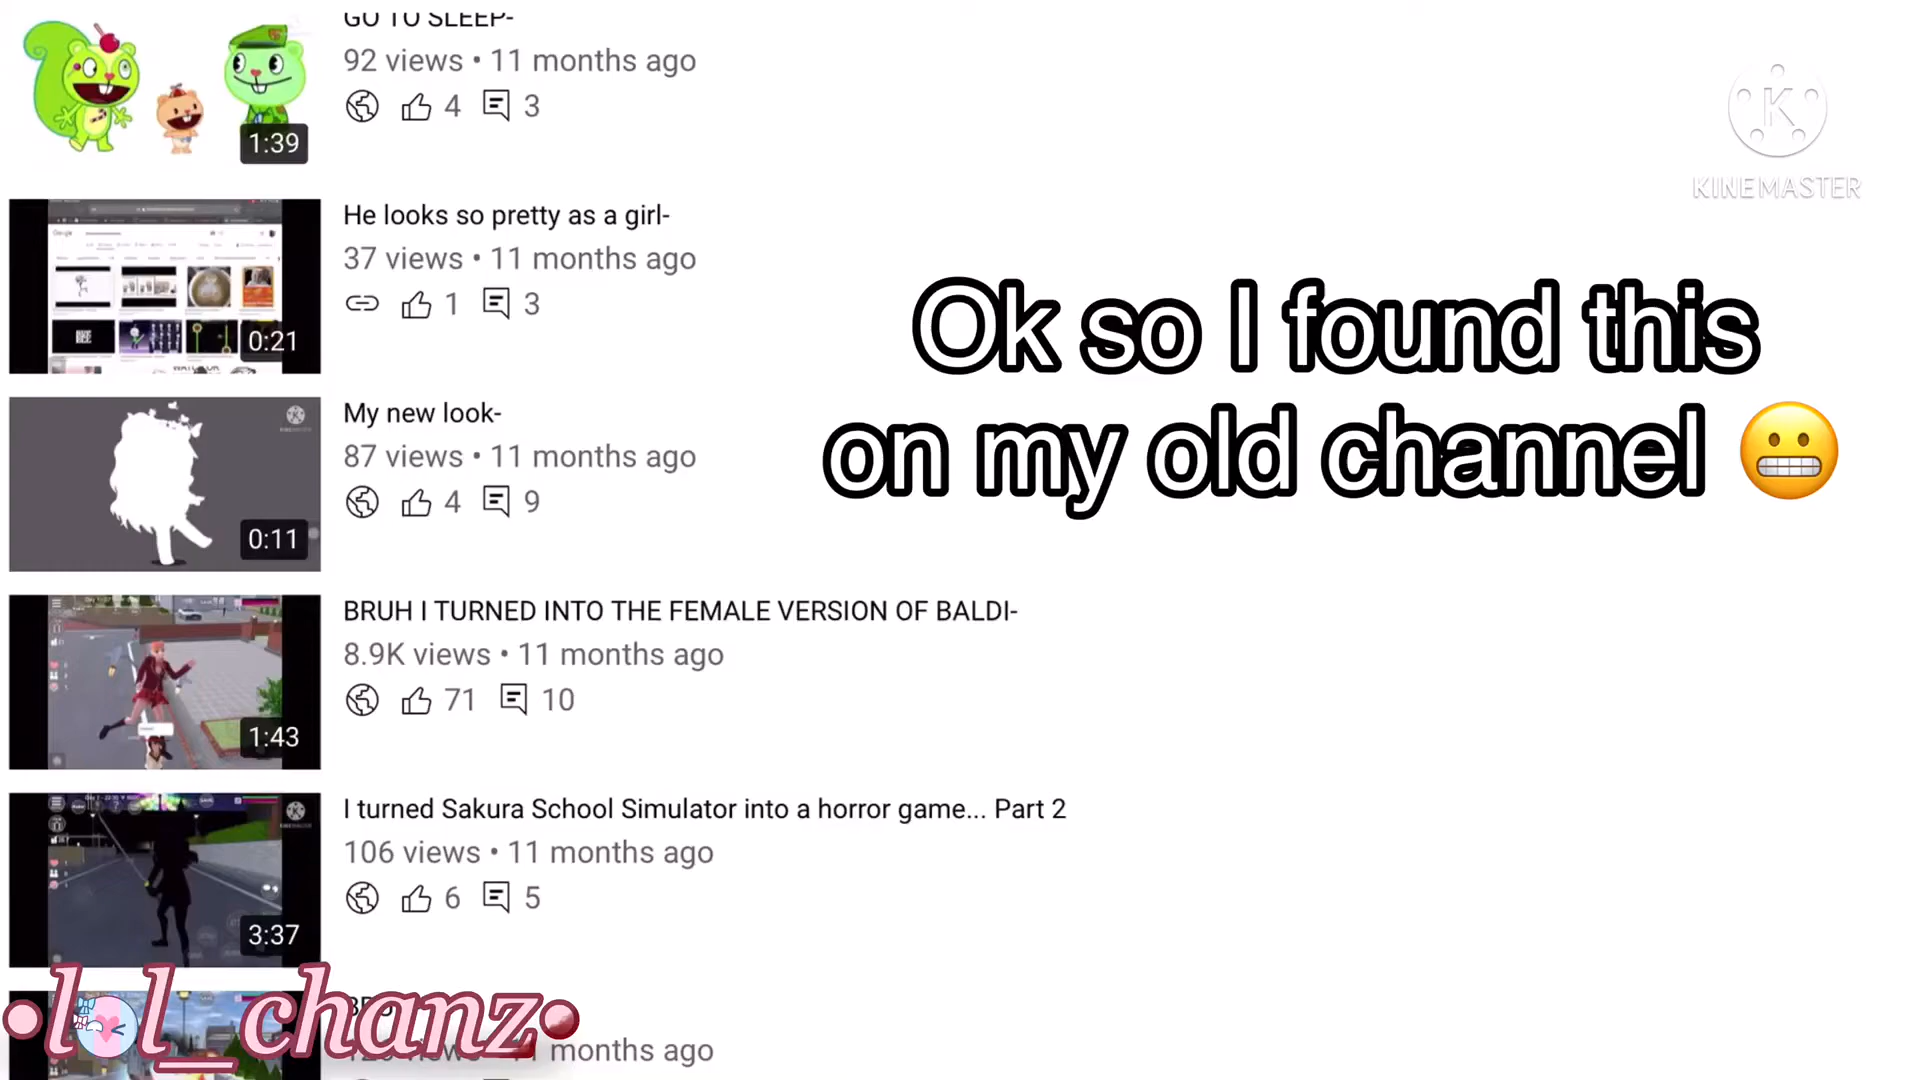 GO TO SLEEP-
92 views • 11 months ago
4 3
1:39
KINEMASTER
He looks so pretty as a girl-
37 views • 11 months ago
1 3
0:21
Ok so I found this
on my old channel 😬
My new look-
87 views • 11 months ago
4 9
0:11
BRUH I TURNED INTO THE FEMALE VERSION OF BALDI-
8.9K views • 11 months ago
71 10
1:43
I turned Sakura School Simulator into a horror game... Part 2
106 views • 11 months ago
6 5
3:37
•lol_chanz•
months ago